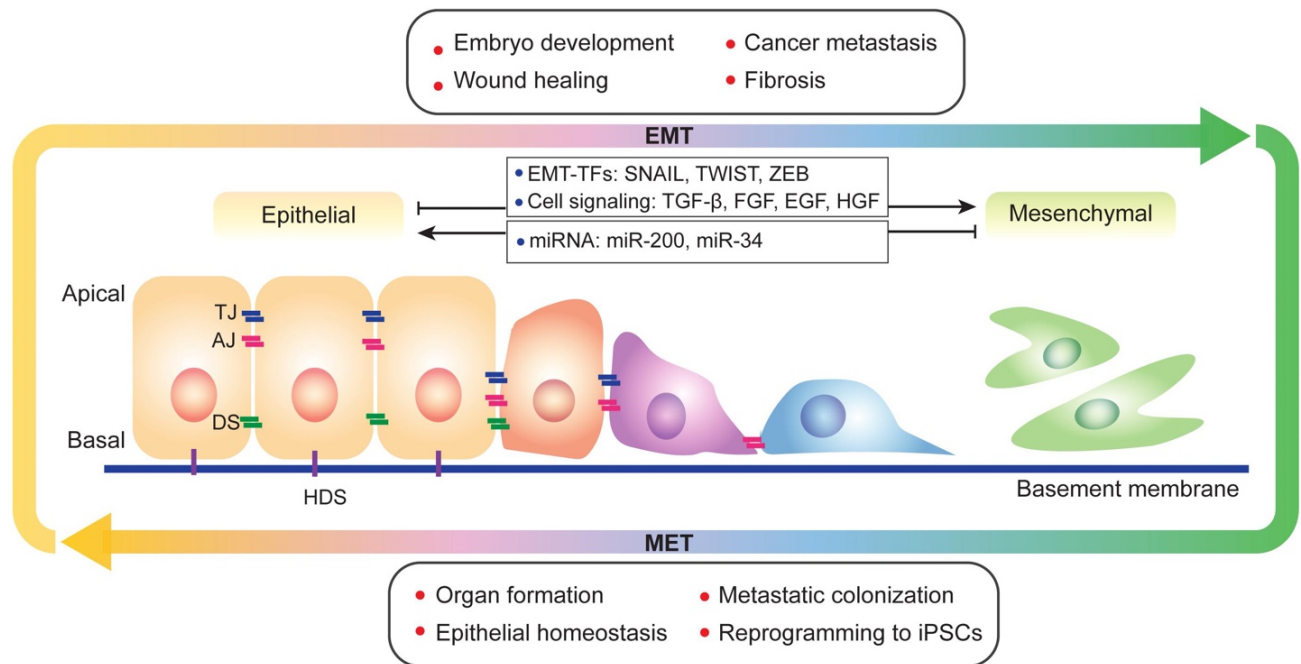 Embryo development
Wound healing
Cancer metastasis
Fibrosis
EMT
EMT-TFs: SNAIL, TWIST, ZEB
Cell signaling: TGF-β, FGF, EGF, HGF
miRNA: miR-200, miR-34
Epithelial
Mesenchymal
Apical
TJ
AJ
DS
Basal
HDS
Basement membrane
MET
Organ formation
Epithelial homeostasis
Metastatic colonization
Reprogramming to iPSCs